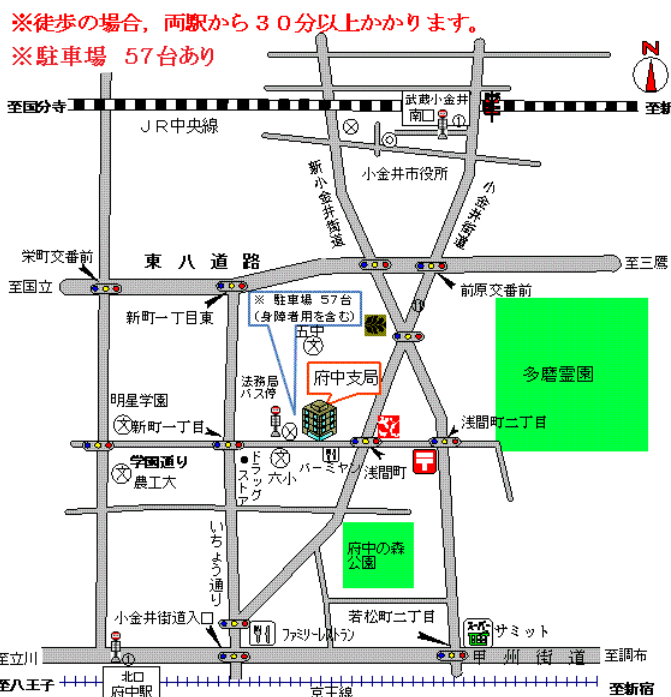 ※徒歩の場合，両駅から３０分以上かかります。
※駐車場　57台あり
N
至国分寺
武蔵小金井
南口
①
至新
ＪＲ中央線
小金井市役所
新小金井街道
小金井街道
栄町交番前
東八道路
至三鷹
至国立
前原交番前
新町一丁目東
※ 駐車場 57台
(身障者用を含む)
五中
文
府中支局
多磨霊園
法務局
バス停
明星学園
文
新町一丁目
浅間町二丁目
学園通り
文
農工大
ドラッグストア
文
六小
バーミヤン
浅間町
いちょう通り
府中の森
公園
小金井街道入口
ファミリーレストラン
若松町二丁目
スーパー
サミット
至立川
①
甲州街道
至調布
至八王子
北口
府中駅
京王線
至新宿